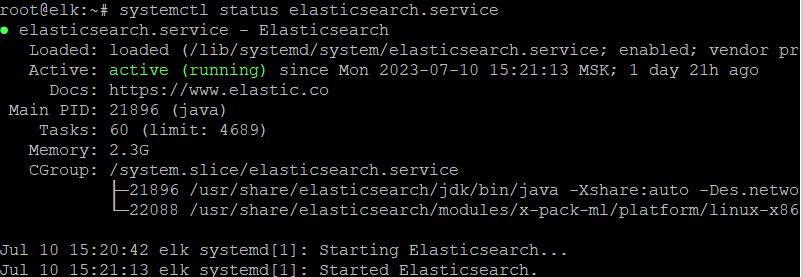 root@elk:~# systemctl status elasticsearch.service
● elasticsearch.service - Elasticsearch
   Loaded: loaded (/lib/systemd/system/elasticsearch.service; enabled; vendor pr
   Active: active (running) since Mon 2023-07-10 15:21:13 MSK; 1 day 21h ago
     Docs: https://www.elastic.co
 Main PID: 21896 (java)
    Tasks: 60 (limit: 4689)
   Memory: 2.3G
   CGroup: /system.slice/elasticsearch.service
           ├─21896 /usr/share/elasticsearch/jdk/bin/java -Xshare:auto -Des.netwo
           └─22088 /usr/share/elasticsearch/modules/x-pack-ml/platform/linux-x86

Jul 10 15:20:42 elk systemd[1]: Starting Elasticsearch...
Jul 10 15:21:13 elk systemd[1]: Started Elasticsearch.